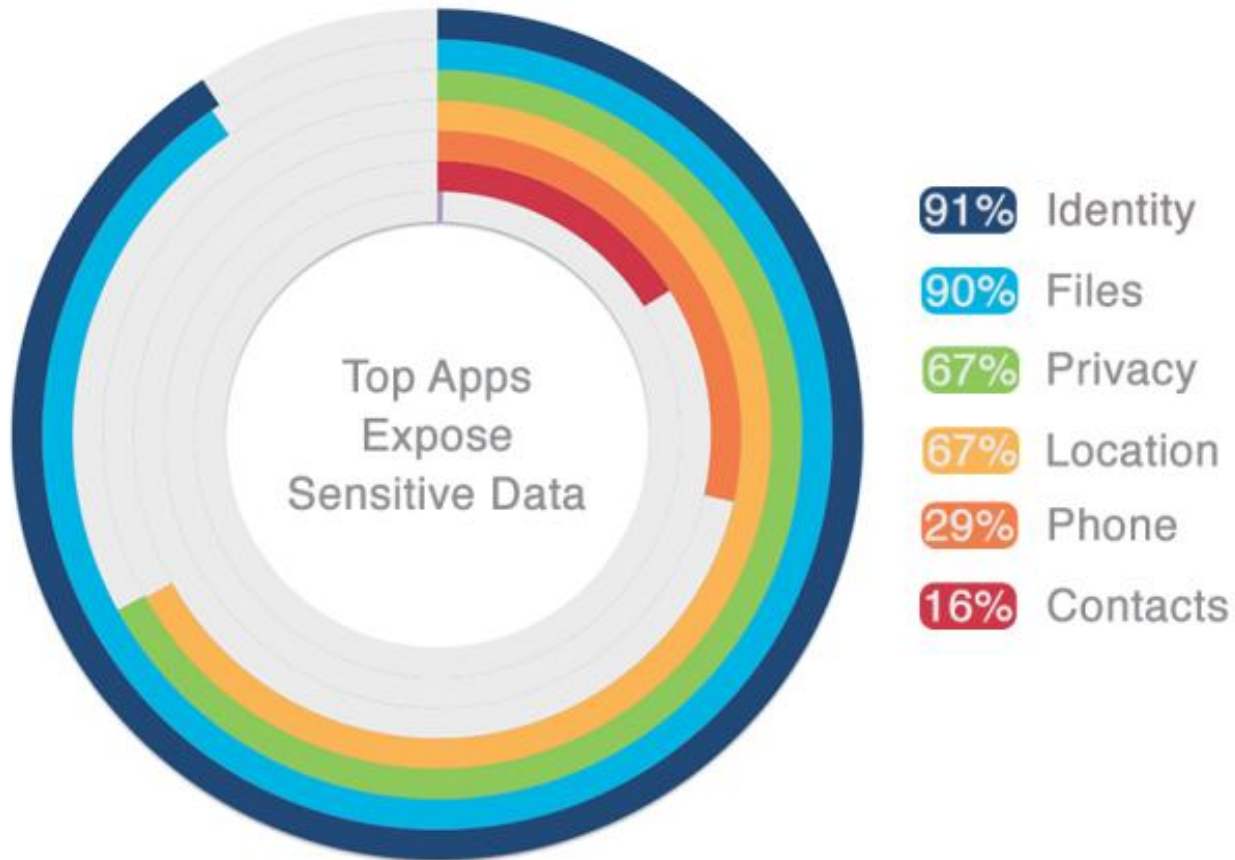 Top Apps
Expose
Sensitive Data
91% Identity
90% Files
67% Privacy
67% Location
29% Phone
16% Contacts